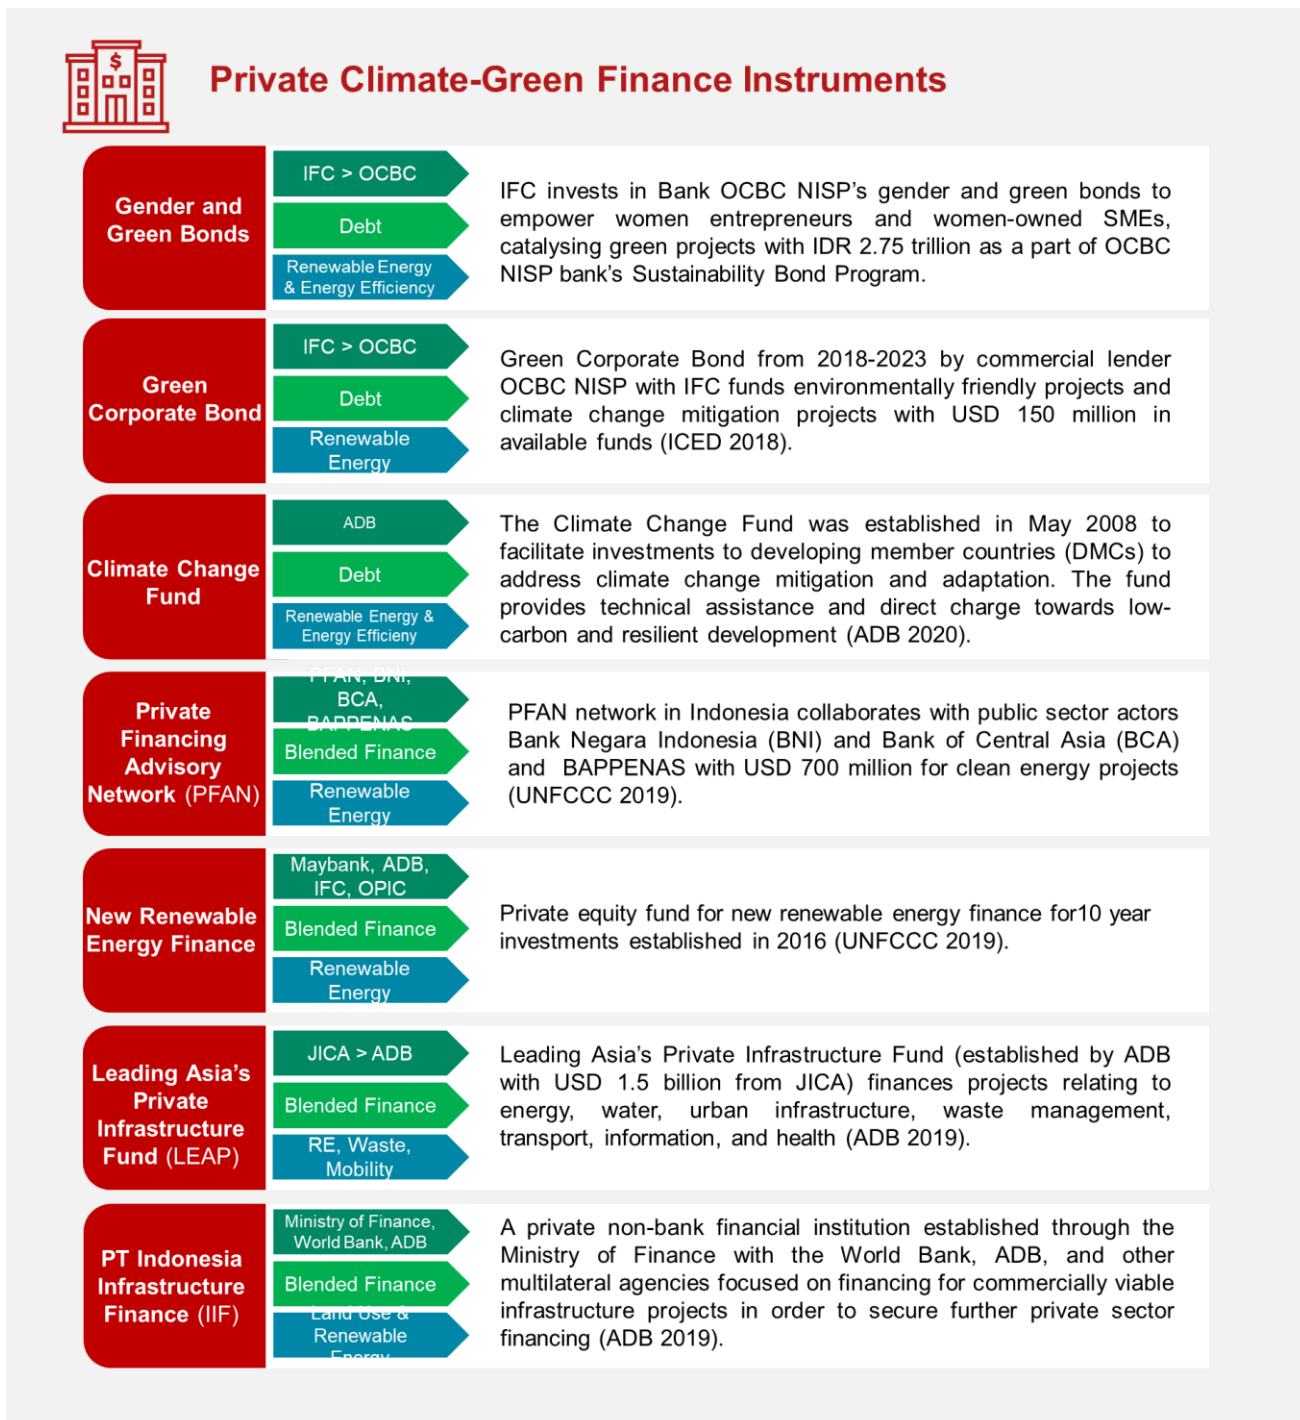 $
Private Climate-Green Finance Instruments
Gender and
Green Bonds
IFC > OCBC
Debt
Renewable Energy
& Energy Efficiency
IFC invests in Bank OCBC NISP’s gender and green bonds to
empower women entrepreneurs and women-owned SMEs,
catalysing green projects with IDR 2.75 trillion as a part of OCBC
NISP bank’s Sustainability Bond Program.
Green
Corporate Bond
IFC > OCBC
Debt
Renewable
Energy
Green Corporate Bond from 2018-2023 by commercial lender
OCBC NISP with IFC funds environmentally friendly projects and
climate change mitigation projects with USD 150 million in
available funds (ICED 2018).
Climate Change
Fund
ADB
Debt
Renewable Energy &
Energy Efficieny
The Climate Change Fund was established in May 2008 to
facilitate investments to developing member countries (DMCs) to
address climate change mitigation and adaptation. The fund
provides technical assistance and direct charge towards low-
carbon and resilient development (ADB 2020).
Private
Financing
Advisory
Network (PFAN)
PFAN, BNI,
BCA,
BAPPENAS
Blended Finance
Renewable
Energy
PFAN network in Indonesia collaborates with public sector actors
Bank Negara Indonesia (BNI) and Bank of Central Asia (BCA)
and BAPPENAS with USD 700 million for clean energy projects
(UNFCCC 2019).
New Renewable
Energy Finance
Maybank, ADB,
IFC, OPIC
Blended Finance
Renewable
Energy
Private equity fund for new renewable energy finance for10 year
investments established in 2016 (UNFCCC 2019).
Leading Asia’s
Private
Infrastructure
Fund (LEAP)
JICA > ADB
Blended Finance
RE, Waste,
Mobility
Leading Asia’s Private Infrastructure Fund (established by ADB
with USD 1.5 billion from JICA) finances projects relating to
energy, water, urban infrastructure, waste management,
transport, information, and health (ADB 2019).
PT Indonesia
Infrastructure
Finance (IIF)
Ministry of Finance,
World Bank, ADB
Blended Finance
Land Use &
Renewable
Energy
A private non-bank financial institution established through the
Ministry of Finance with the World Bank, ADB, and other
multilateral agencies focused on financing for commercially viable
infrastructure projects in order to secure further private sector
financing (ADB 2019).